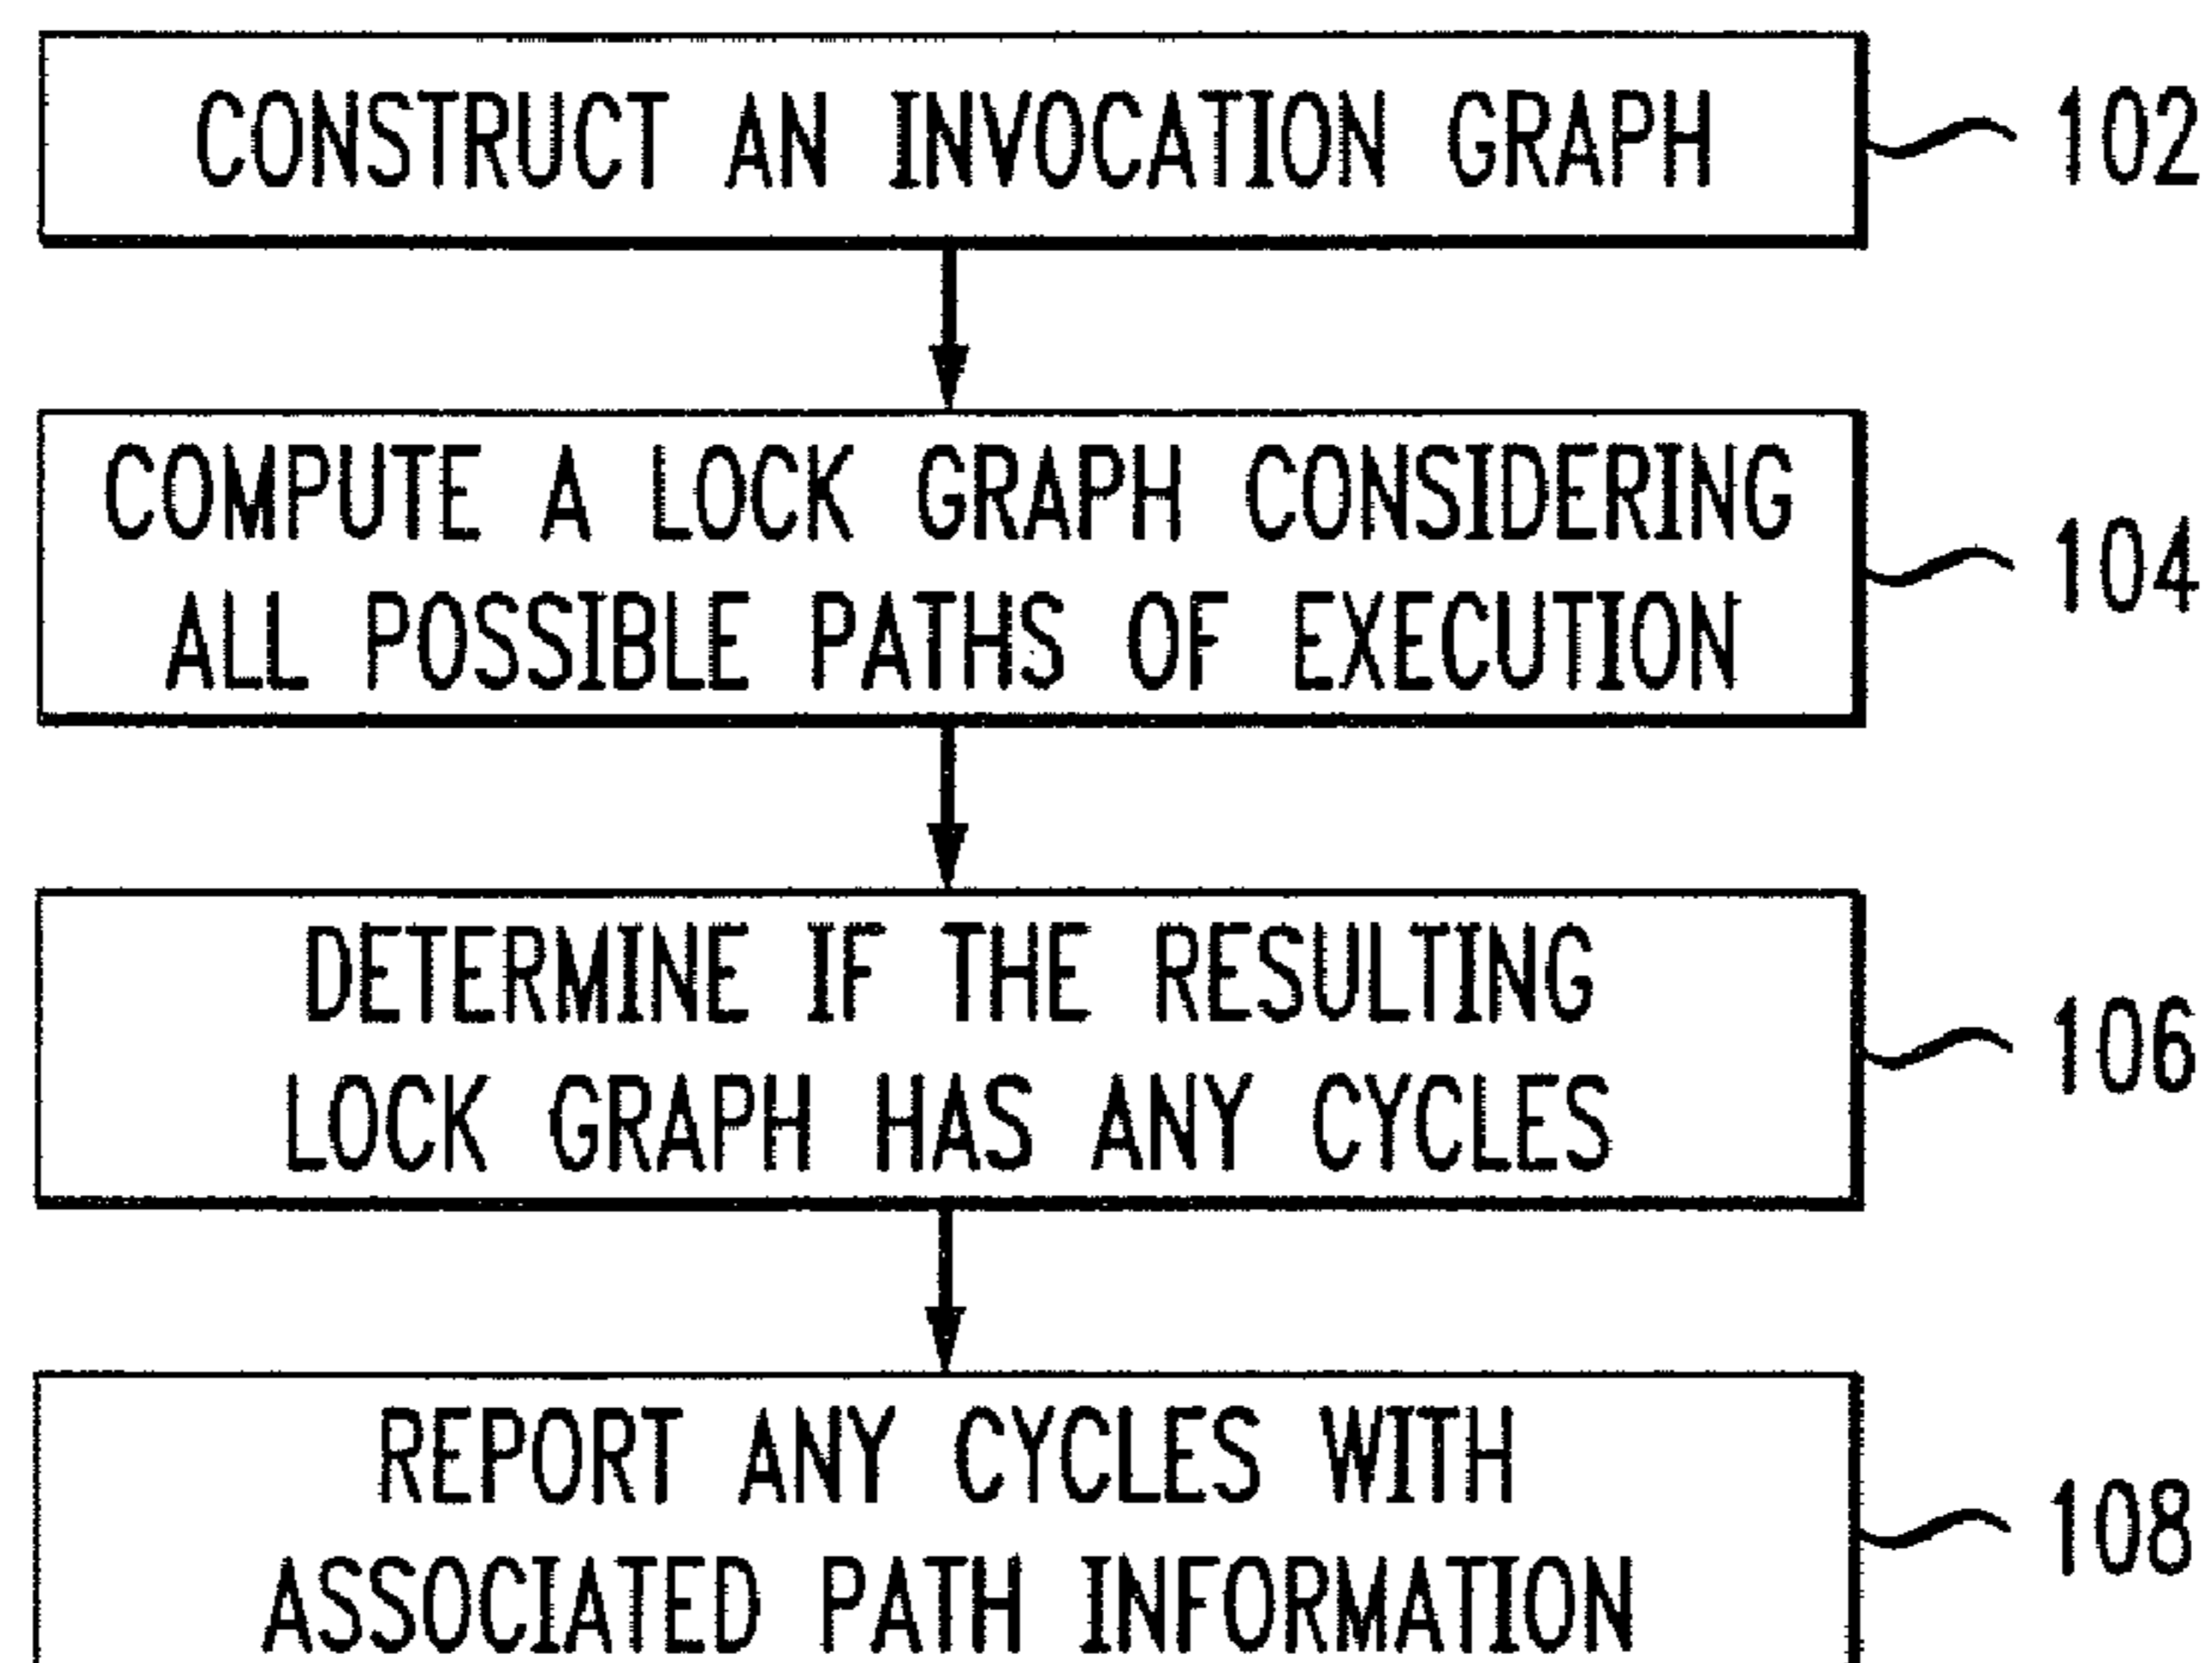 CONSTRUCT AN INVOCATION GRAPH
102
COMPUTE A LOCK GRAPH CONSIDERING
ALL POSSIBLE PATHS OF EXECUTION
104
DETERMINE IF THE RESULTING
LOCK GRAPH HAS ANY CYCLES
106
REPORT ANY CYCLES WITH
ASSOCIATED PATH INFORMATION
108